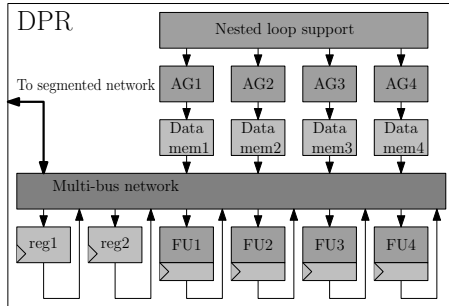 DPR
Nested loop support
To segmented network
AG1
AG2
AG3
AG4
Data
mem1
Data
mem2
Data
mem3
Data
mem4
Multi-bus network
reg1
reg2
FU1
FU2
FU3
FU4